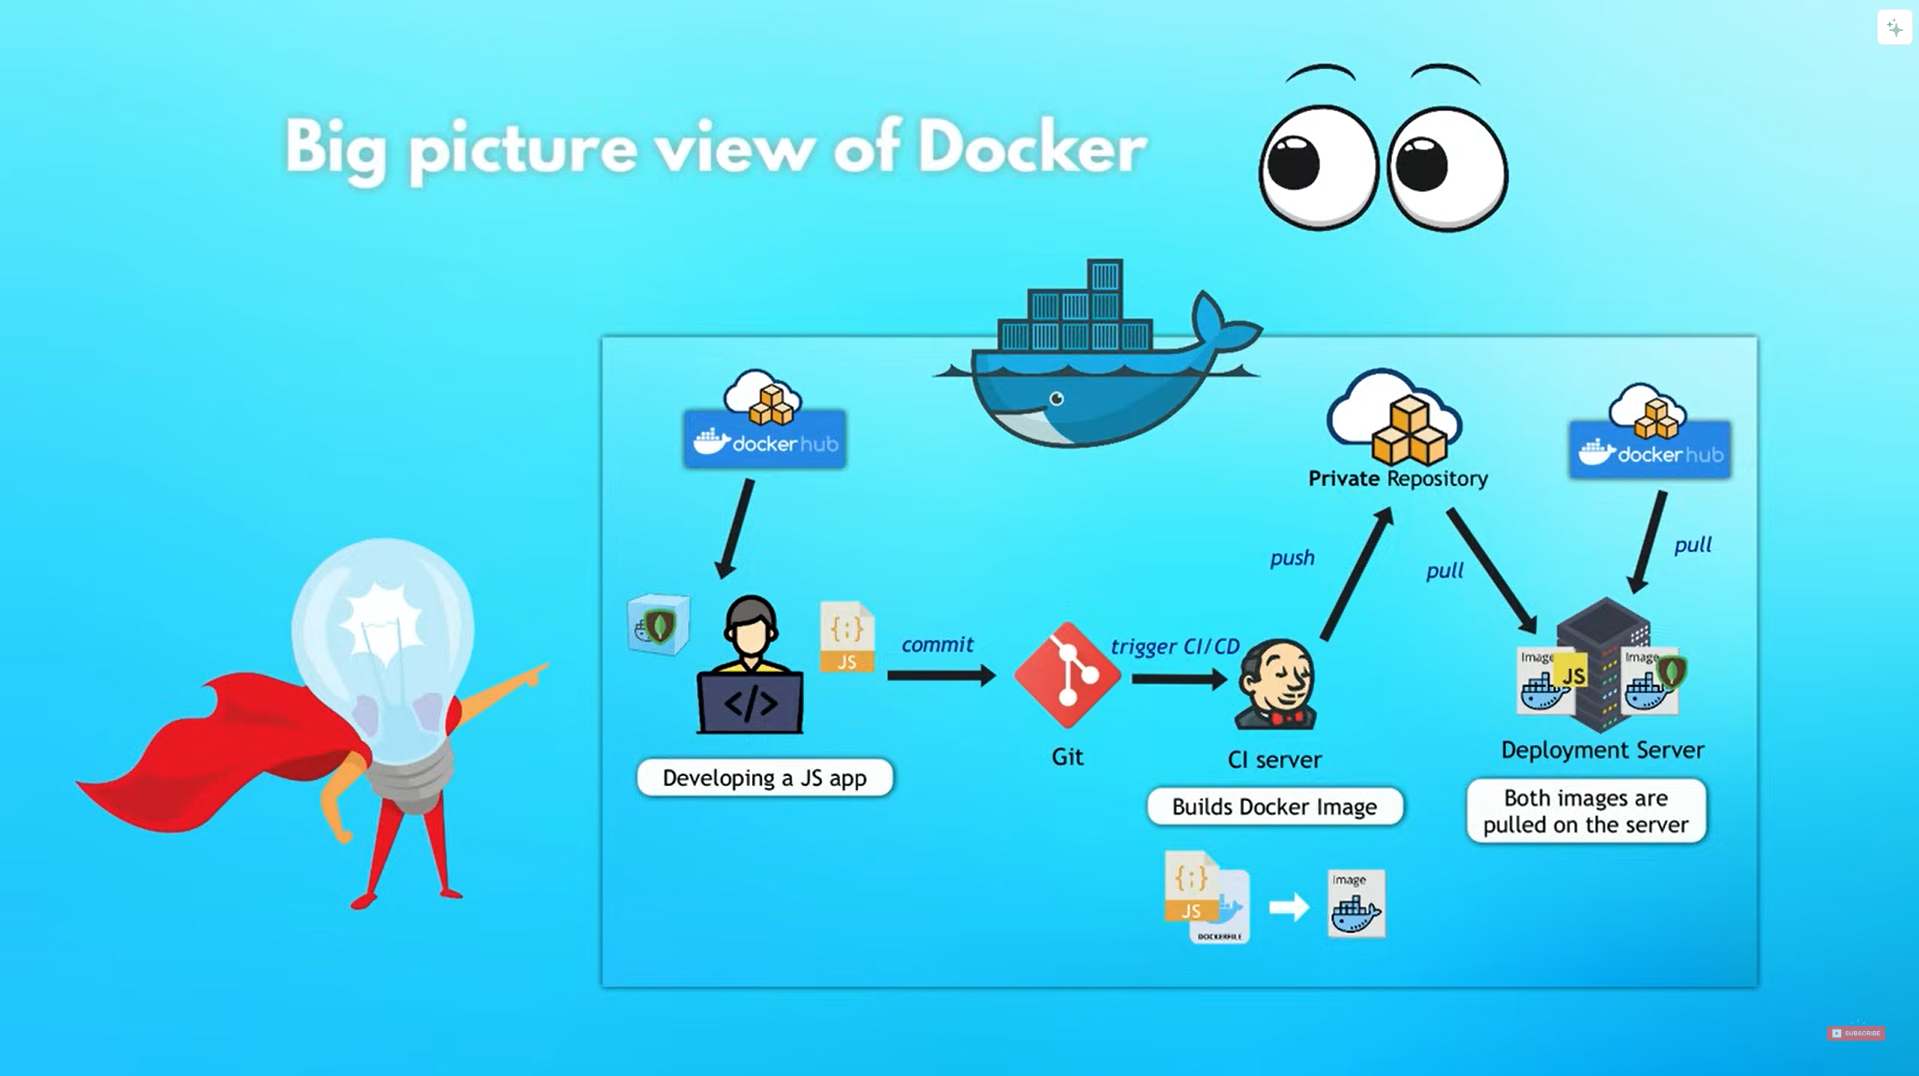 Big picture view of Docker
docker hub
Private Repository
docker hub
push
pull
pull
JS
commit
trigger CI/CD
Image
JS
Image
</>
Git
CI server
Deployment Server
Developing a JS app
Builds Docker Image
Both images are
pulled on the server
JS
DOCKERFILE
Image
SUBSCRIBE